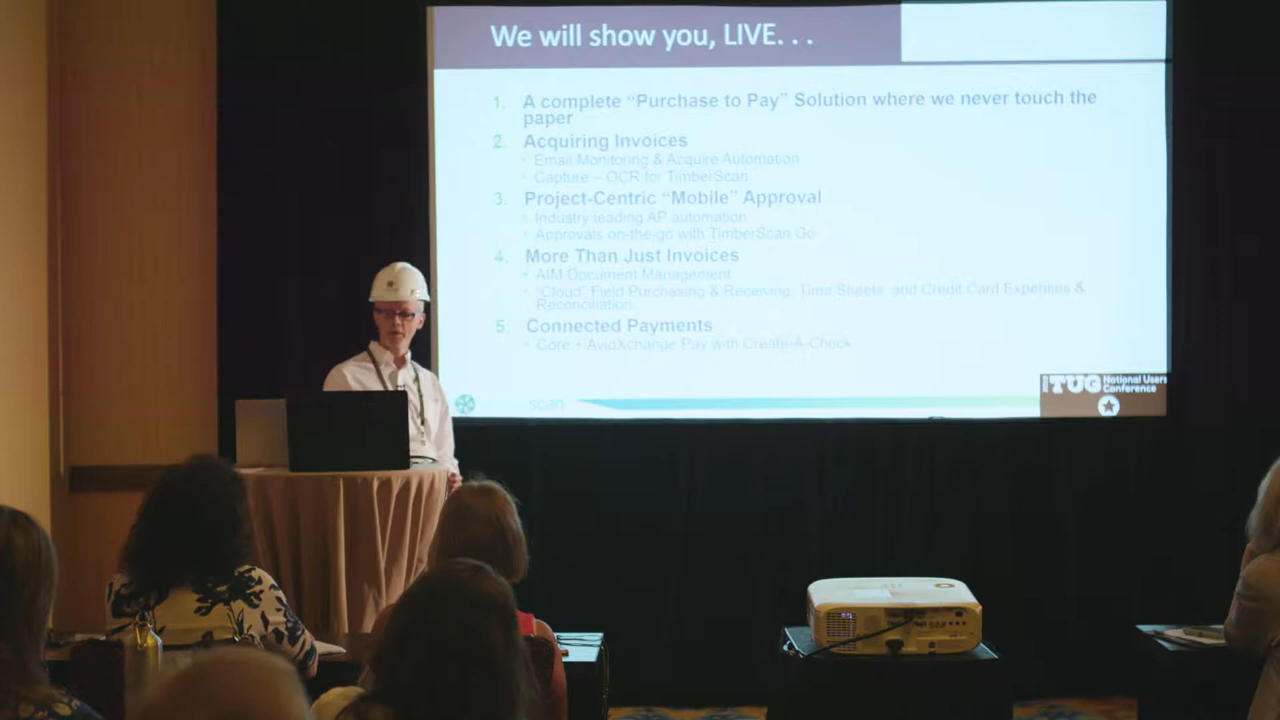 We will show you, LIVE. . .
1. A complete “Purchase to Pay” Solution where we never touch the
paper
2. Acquiring Invoices
• Email Monitoring & Acquire Automation
• Capture – OCR for TimberScan
3. Project-Centric “Mobile” Approval
• Industry leading AP automation
• Approvals on-the-go with TimberScan Go
4. More Than Just Invoices
• AIM Document Management
• “Cloud” Field Purchasing & Receiving, Time Sheets, and Credit Card Expenses &
Reconciliation
5. Connected Payments
• Core + AvidXchange Pay with Create-A-Check
scan
TUG National Users
Conference